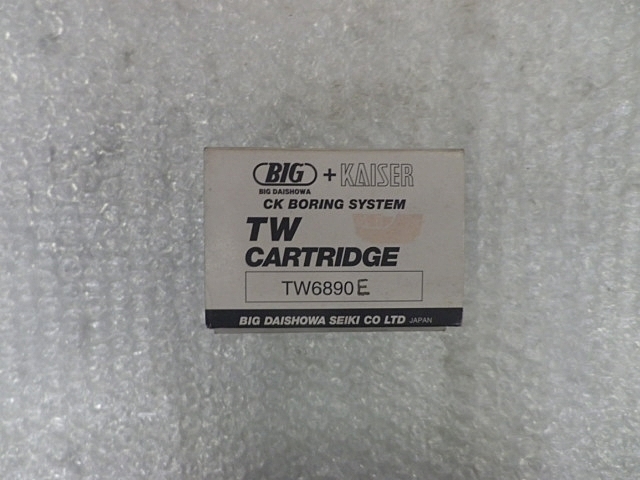 BIG + KAISER
BIG DAISHOWA
CK BORING SYSTEM
TW
CARTRIDGE
TW6890E
BIG DAISHOWA SEIKI CO LTD JAPAN